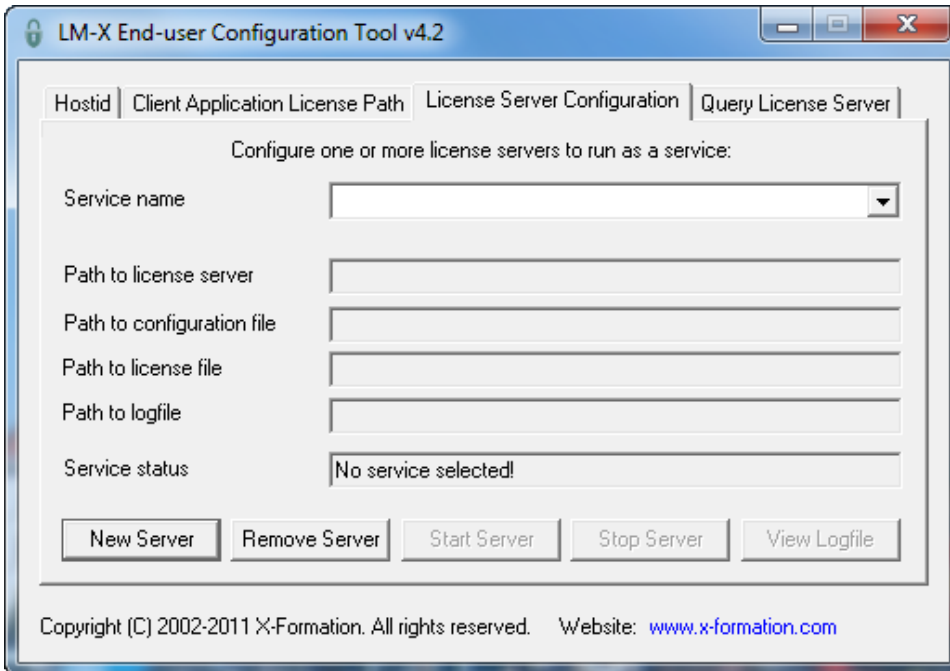 LM-X End-user Configuration Tool v4.2
Hostid Client Application License Path License Server Configuration Query License Server
Configure one or more license servers to run as a service:
Service name
Path to license server
Path to configuration file
Path to license file
Path to logfile
Service status No service selected!
New Server Remove Server Start Server Stop Server View Logfile
Copyright (C) 2002-2011 X-Formation. All rights reserved. Website: www.x-formation.com